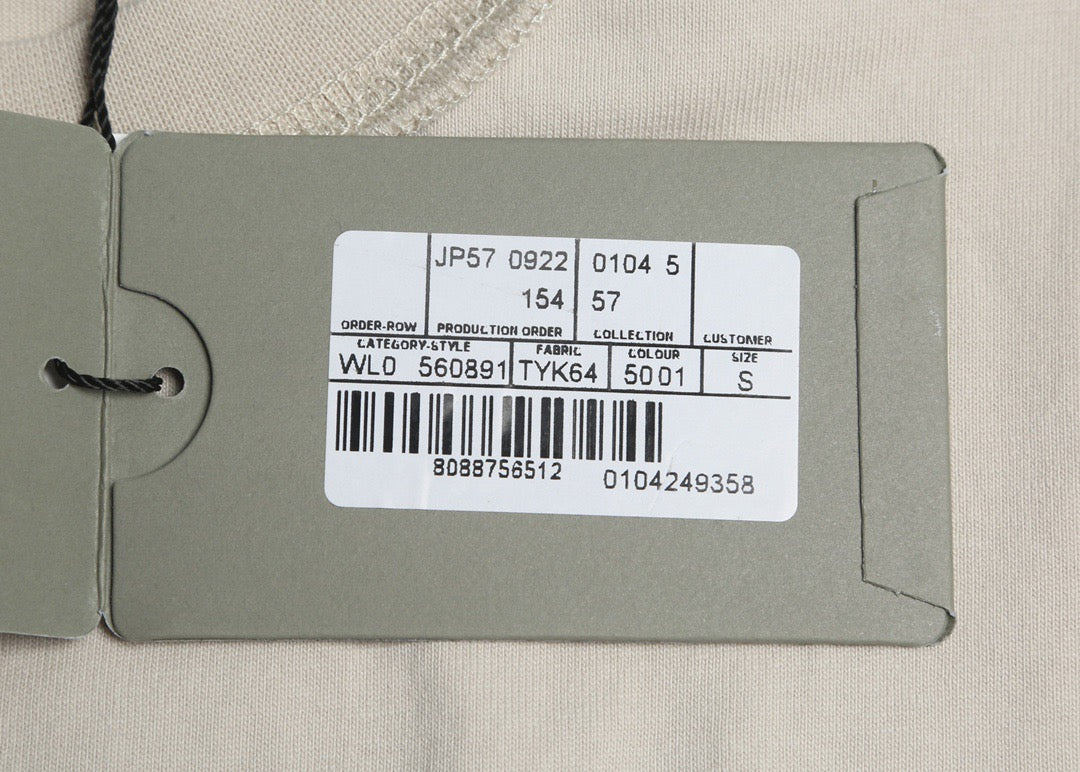 JP57 0922 0104 5
154 57
ORDER-ROW PRODUCTION ORDER COLLECTION CUSTOMER
CATEGORY-STYLE FABRIC COLOUR SIZE
WL0 560891 TYK64 5001 S
8088756512 0104249358